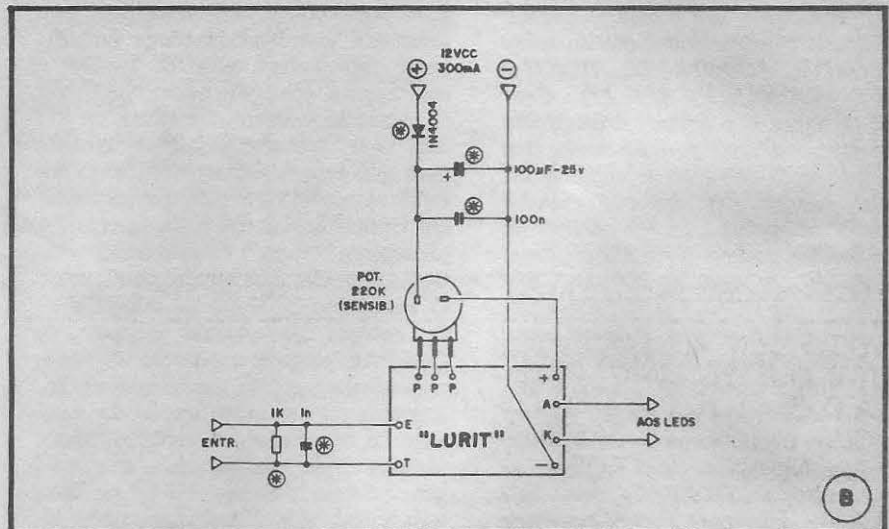 12VCC
300mA
+
−
1N4004
+
100µF-25v
100n
POT.
220K
(SENSIB.)
P P P
+
1K
1n
E
"LURIT"
A
AOS LEDS
ENTR.
K
T
−
B